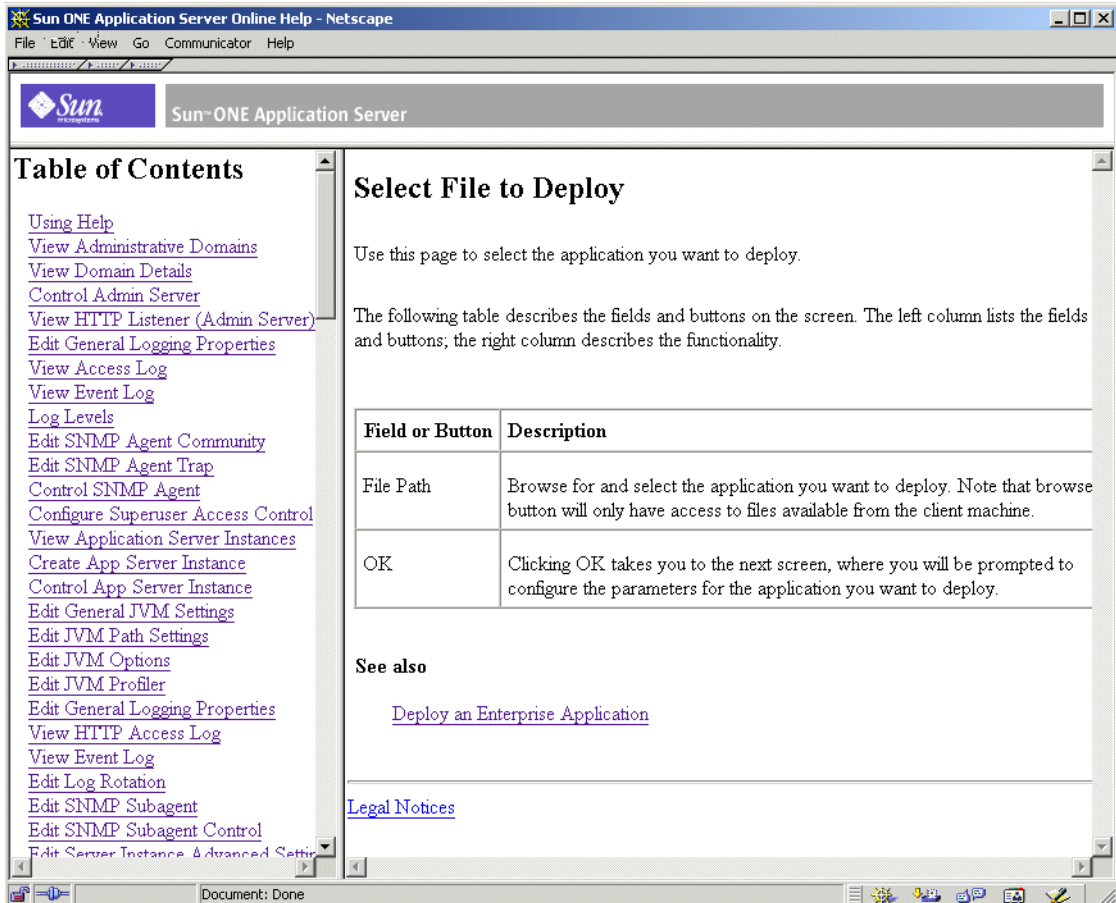 Sun ONE Application Server Online Help - Netscape
File Edit View Go Communicator Help
Sun
microsystems
Sun™ ONE Application Server
Table of Contents
Using Help
View Administrative Domains
View Domain Details
Control Admin Server
View HTTP Listener (Admin Server)
Edit General Logging Properties
View Access Log
View Event Log
Log Levels
Edit SNMP Agent Community
Edit SNMP Agent Trap
Control SNMP Agent
Configure Superuser Access Control
View Application Server Instances
Create App Server Instance
Control App Server Instance
Edit General JVM Settings
Edit JVM Path Settings
Edit JVM Options
Edit JVM Profiler
Edit General Logging Properties
View HTTP Access Log
View Event Log
Edit Log Rotation
Edit SNMP Subagent
Edit SNMP Subagent Control
Edit Server Instance Advanced Settin
Select File to Deploy
Use this page to select the application you want to deploy.
The following table describes the fields and buttons on the screen. The left column lists the fields
and buttons; the right column describes the functionality.
Field or Button Description
File Path Browse for and select the application you want to deploy. Note that browse
button will only have access to files available from the client machine.
OK Clicking OK takes you to the next screen, where you will be prompted to
configure the parameters for the application you want to deploy.
See also
Deploy an Enterprise Application
Legal Notices
Document: Done